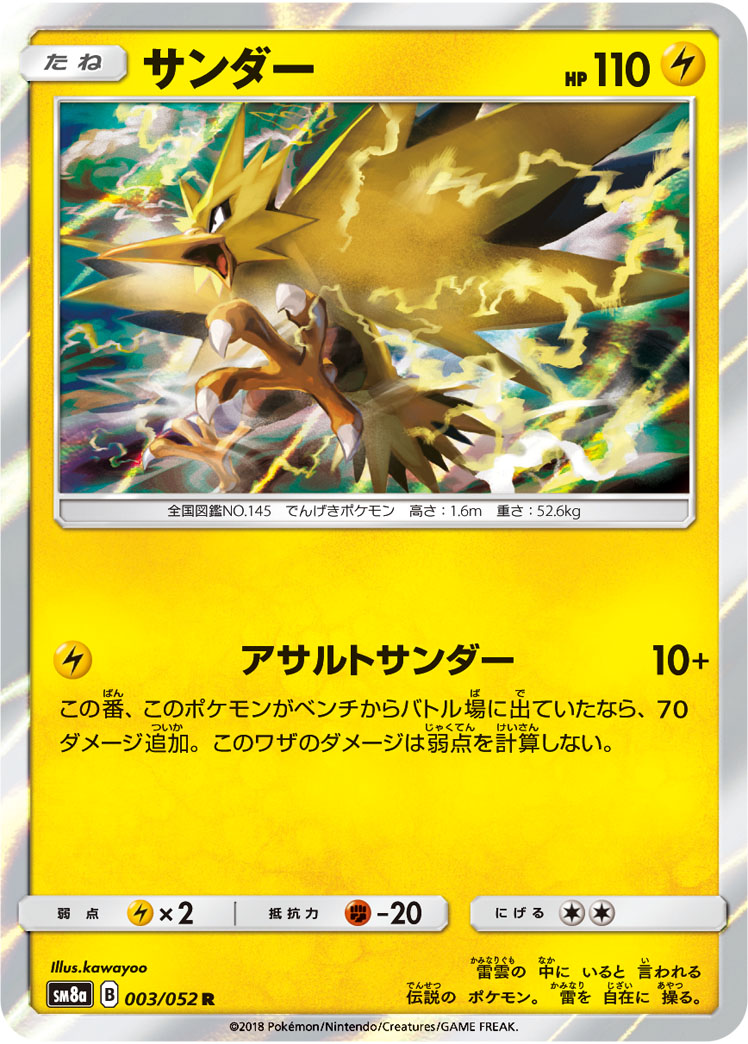 たね サンダー HP 110
全国図鑑NO.145 でんげきポケモン 高さ：1.6m 重さ：52.6kg
アサルトサンダー 10+
この番、このポケモンがベンチからバトル場に出ていたなら、70
ダメージ追加。このワザのダメージは弱点を計算しない。
弱点 ×2 抵抗力 -20 にげる
Illus.kawayoo
雷雲の 中に いると 言われる
伝説の ポケモン。 雷を 自在に 操る。
SM8a B 003/052 R
©2018 Pokémon/Nintendo/Creatures/GAME FREAK.